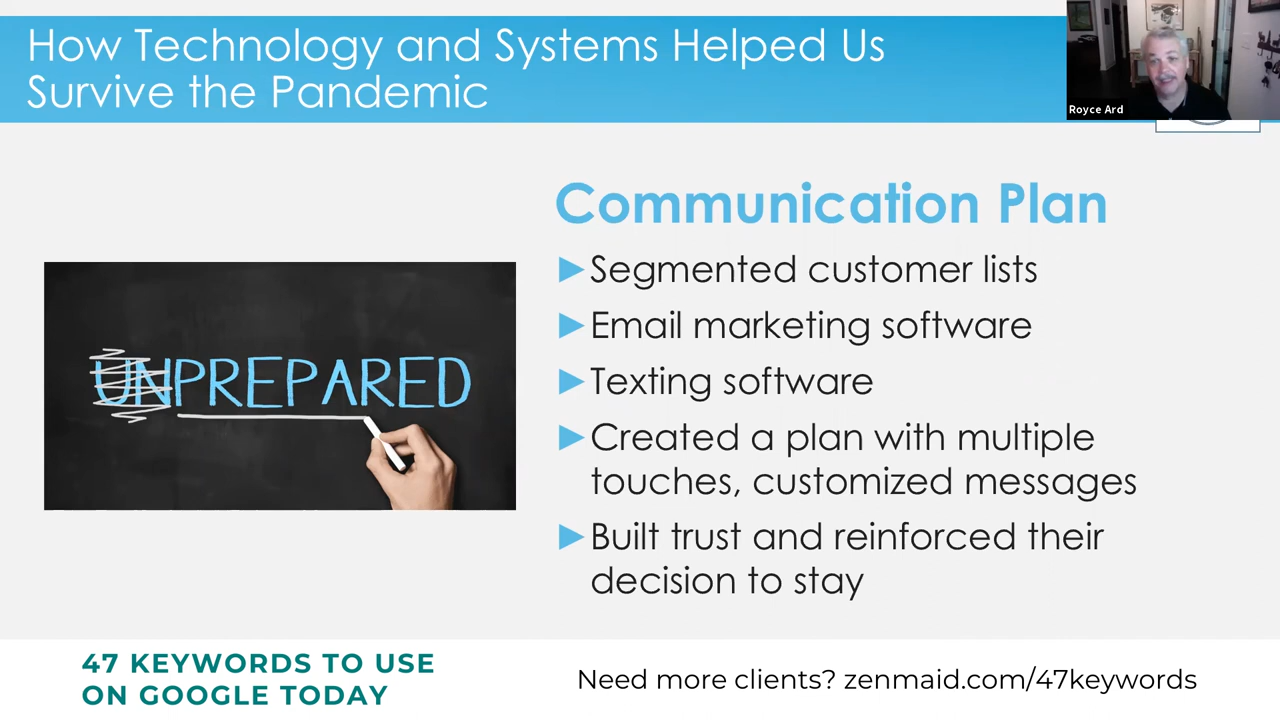 How Technology and Systems Helped Us
Survive the Pandemic
Royce Ard
Communication Plan
Segmented customer lists
Email marketing software
Texting software
Created a plan with multiple
touches, customized messages
Built trust and reinforced their
decision to stay
UNPREPARED
47 KEYWORDS TO USE
ON GOOGLE TODAY
Need more clients? zenmaid.com/47keywords